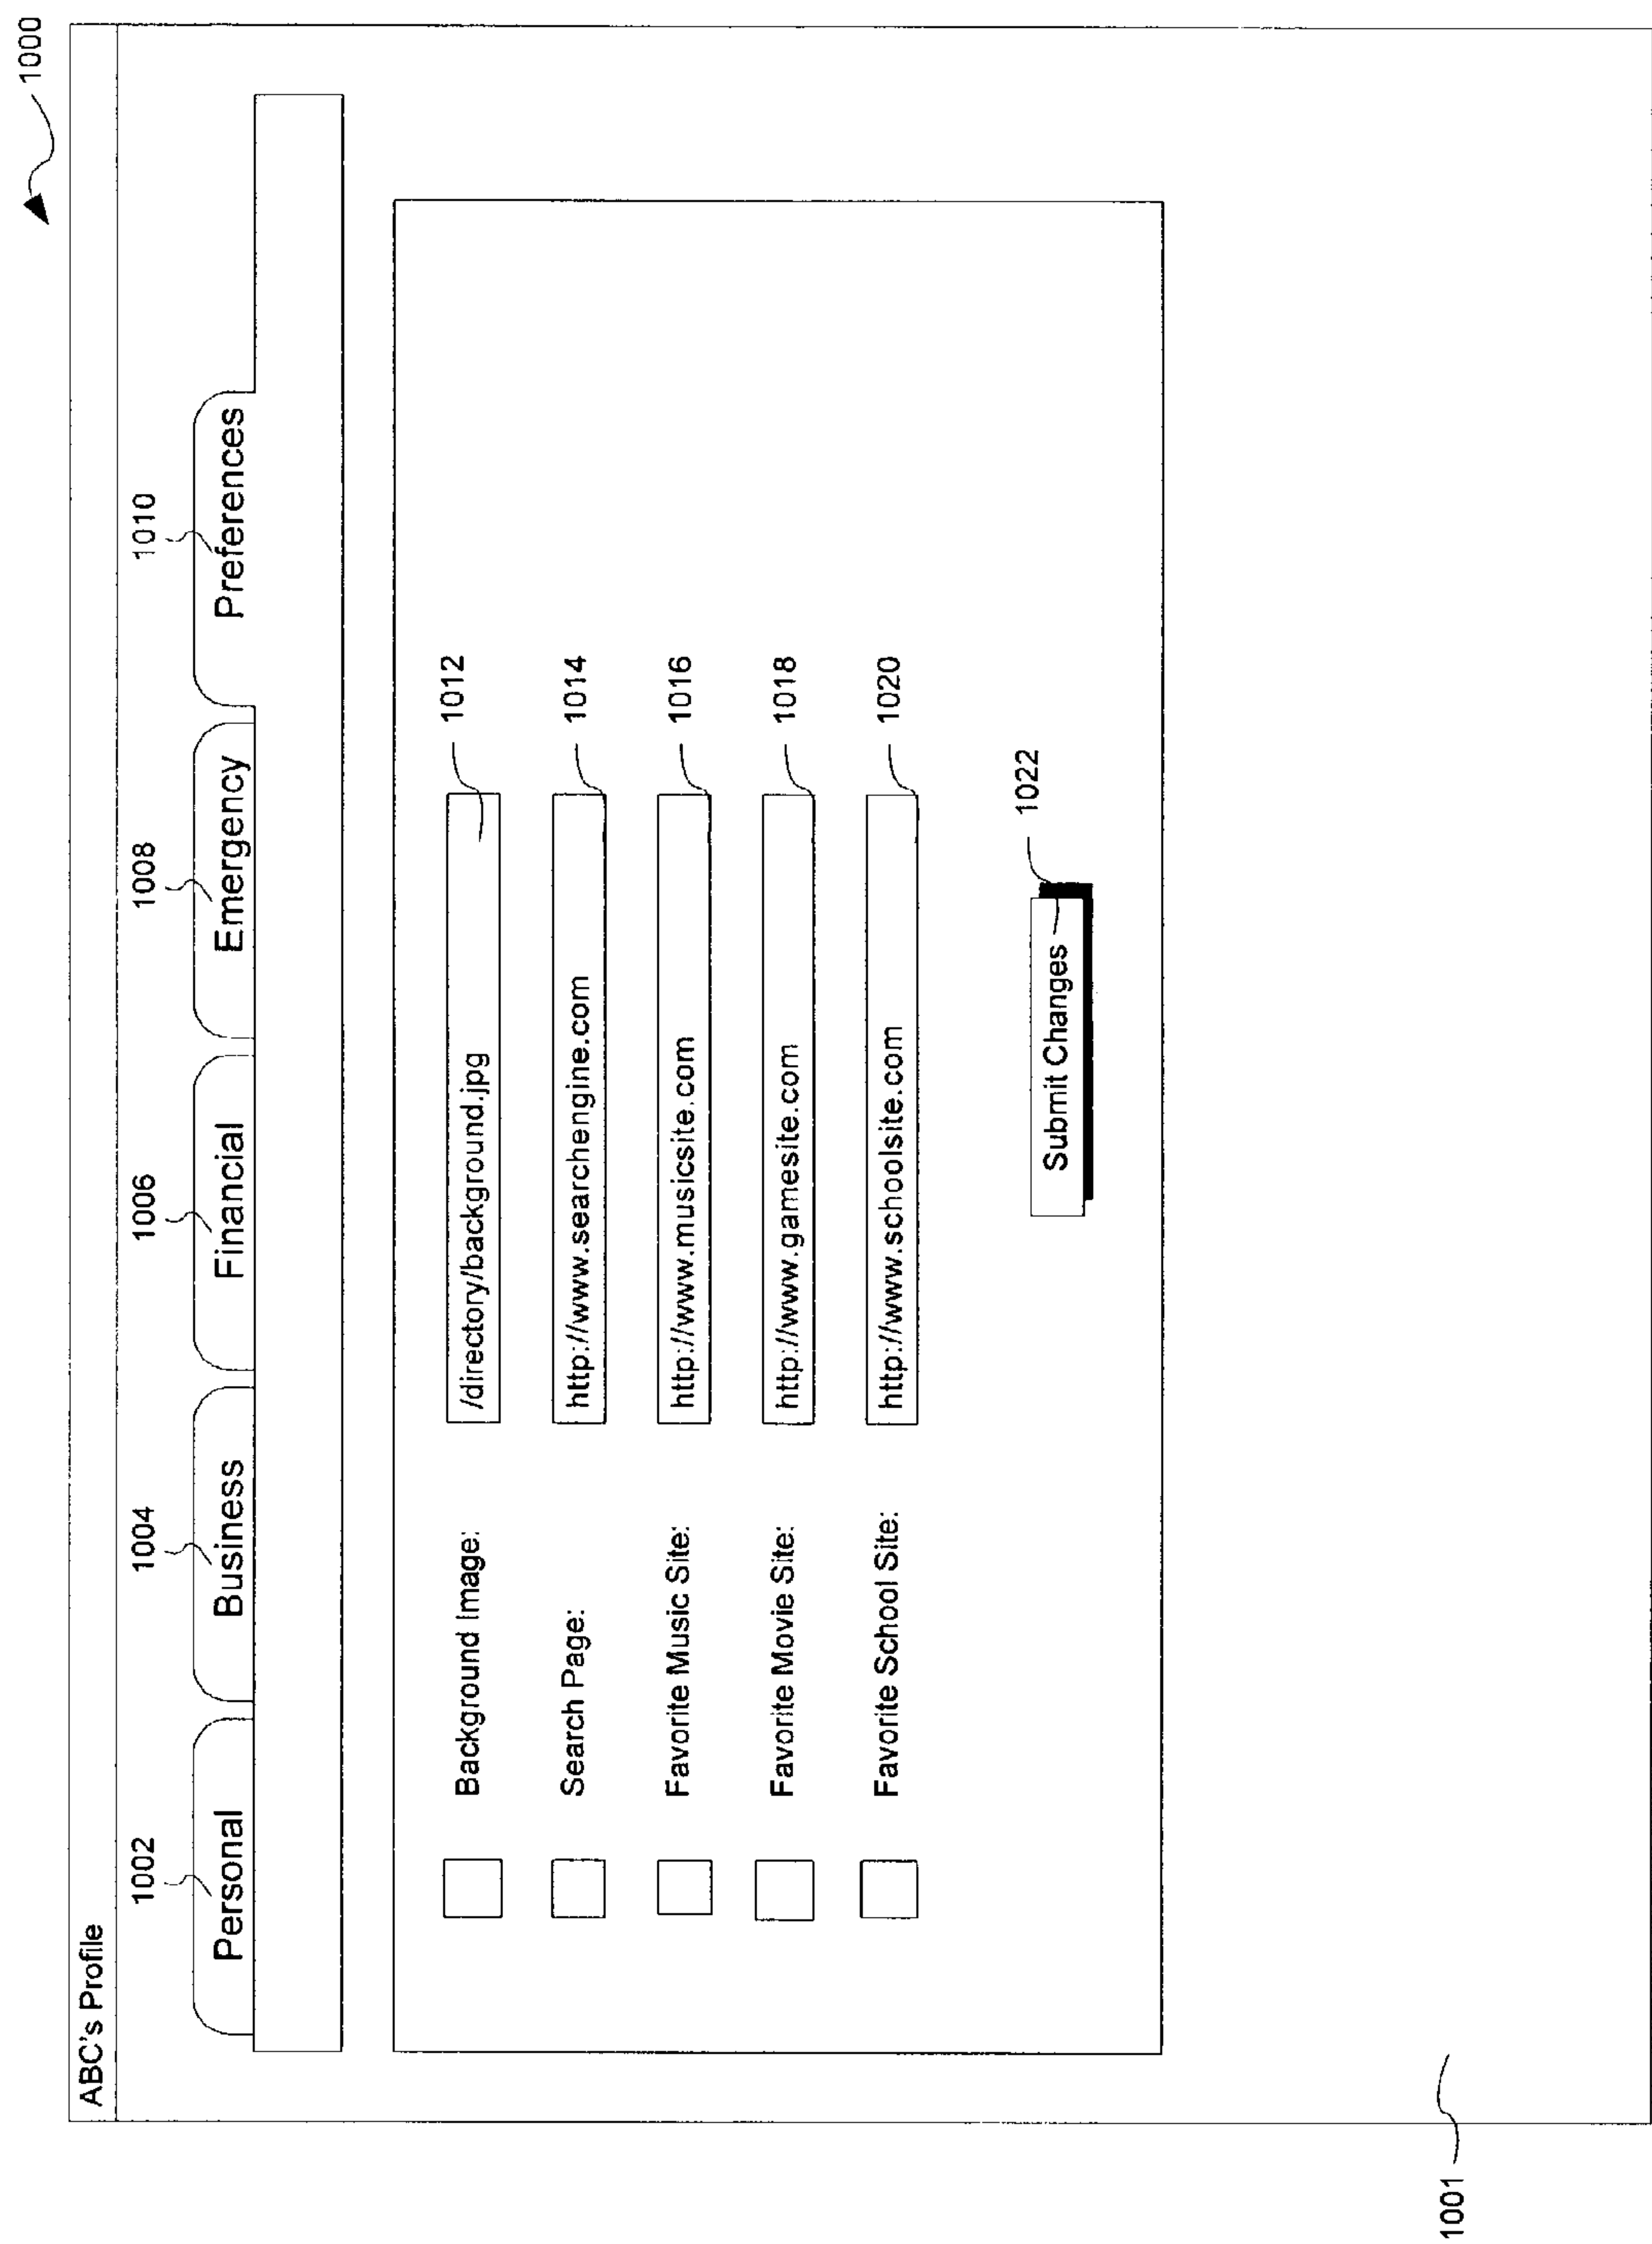 1000
ABC's Profile
1002 1004 1006 1008 1010
Personal Business Financial Emergency Preferences
Background Image: /directory/background.jpg 1012
Search Page: http://www.searchengine.com 1014
Favorite Music Site: http://www.musicsite.com 1016
Favorite Movie Site: http://www.gamesite.com 1018
Favorite School Site: http://www.schoolsite.com 1020
1022
Submit Changes
1001